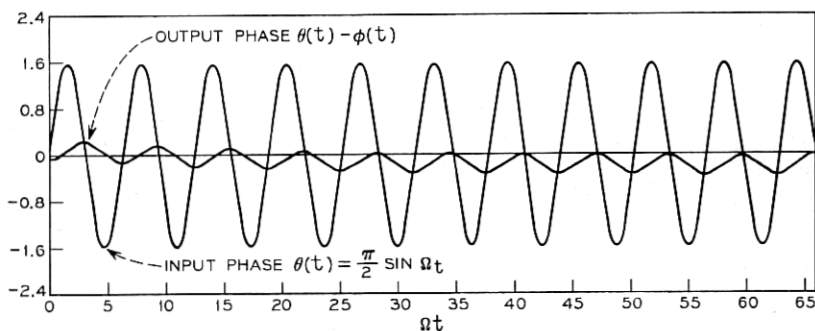 2.4
OUTPUT PHASE θ(t) – φ(t)
1.6
0.8
0
–0.8
–1.6
INPUT PHASE θ(t) = π/2 SIN Ωt
–2.4
0 5 10 15 20 25 30 35 40 45 50 55 60 65
Ωt